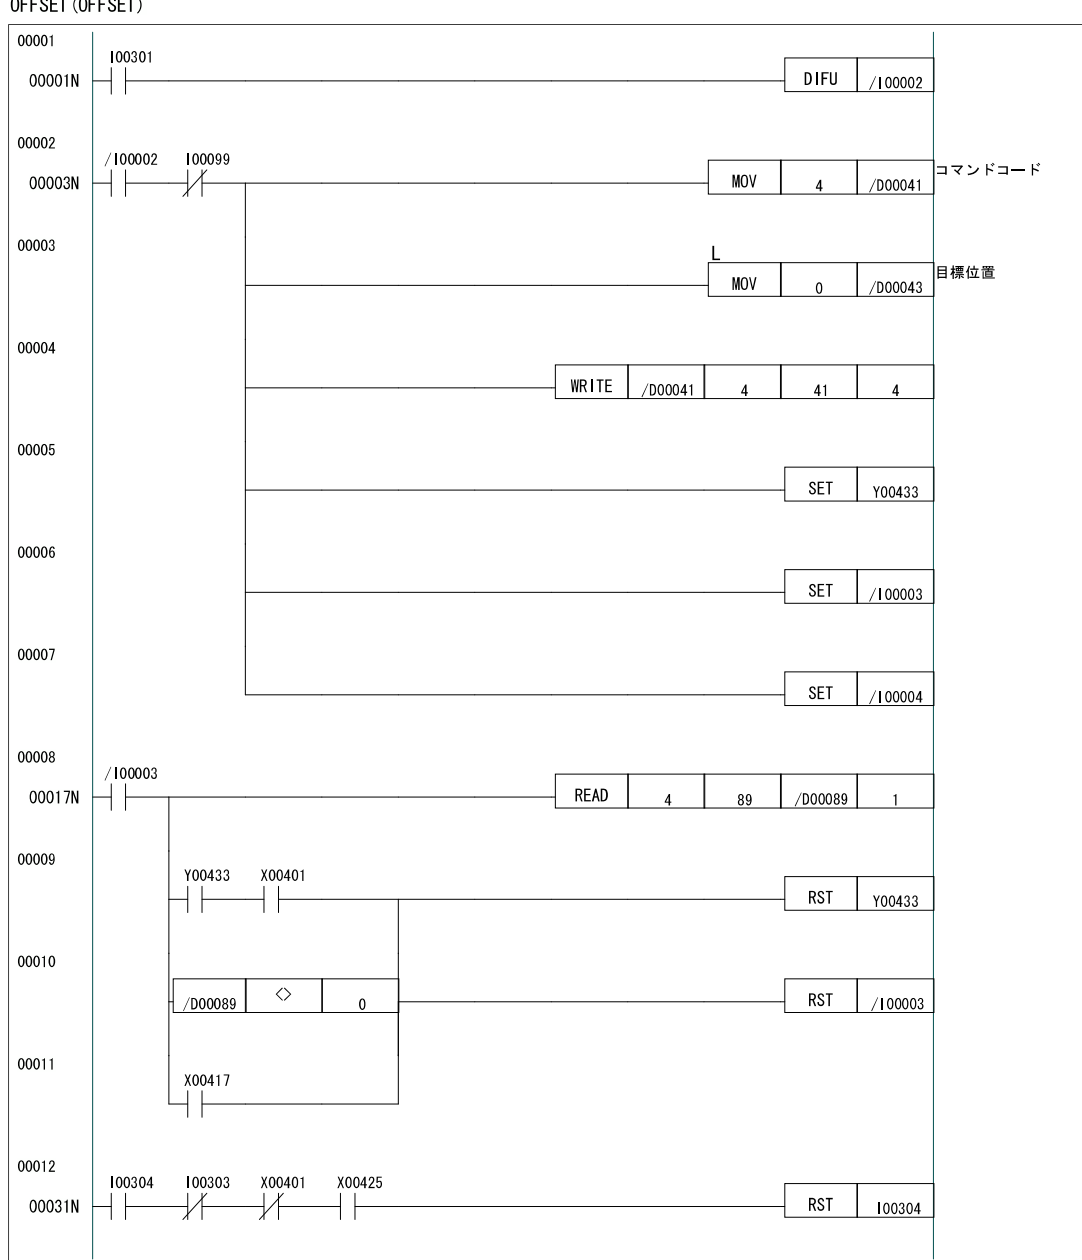 OFFSET(OFFSET)
00001
I00301
00001N DIFU /I00002
00002
/I00002 I00099
00003N MOV 4 /D00041 コマンドコード
00003
L
MOV 0 /D00043 目標位置
00004
WRITE /D00041 4 41 4
00005
SET Y00433
00006
SET /I00003
00007
SET /I00004
00008
/I00003
00017N READ 4 89 /D00089 1
00009
Y00433 X00401
RST Y00433
00010
/D00089 <> 0 RST /I00003
00011
X00417
00012
I00304 I00303 X00401 X00425
00031N RST I00304